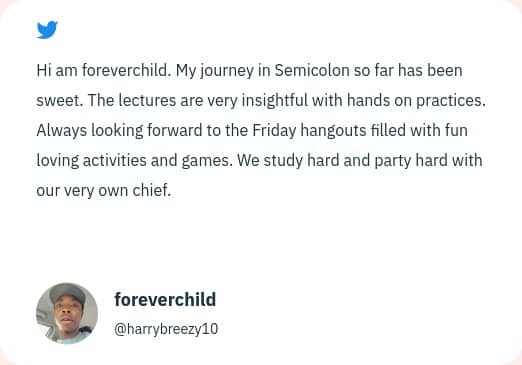 Hi am foreverchild. My journey in Semicolon so far has been
sweet. The lectures are very insightful with hands on practices.
Always looking forward to the Friday hangouts filled with fun
loving activities and games. We study hard and party hard with
our very own chief.
foreverchild
@harrybreezy10